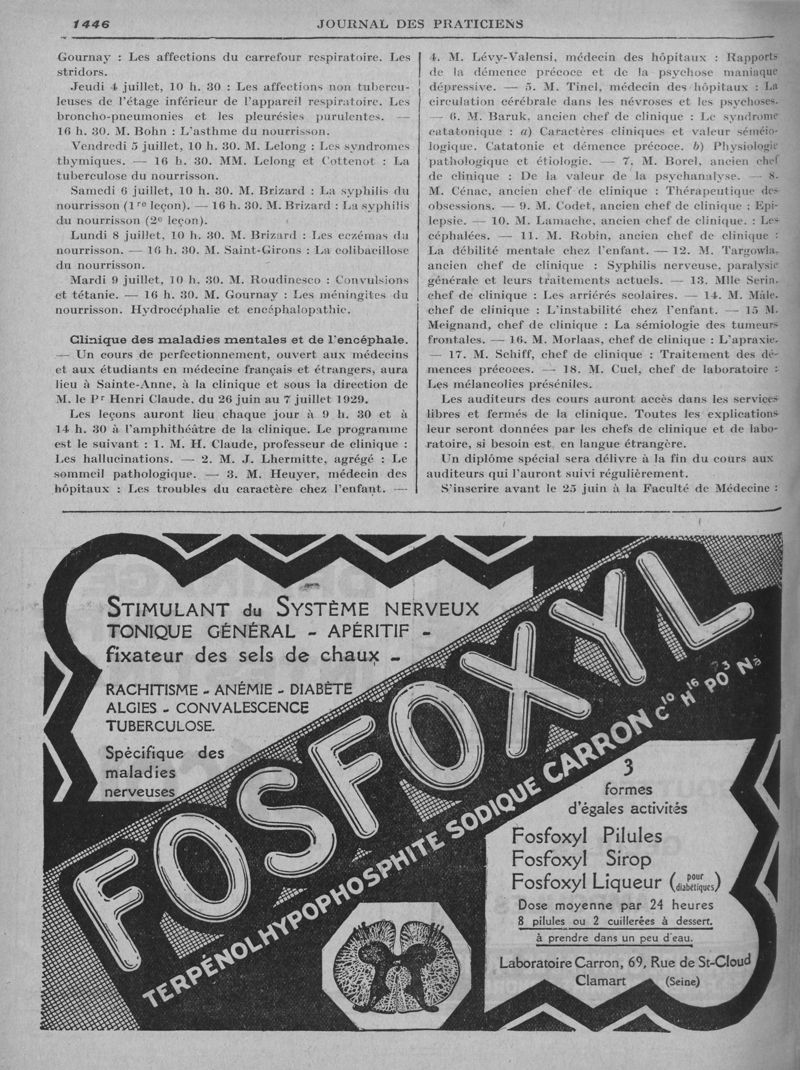 1446
JOURNAL DES PRATICIENS
Gournay : Les affections du carrefour respiratoire. Les
stridors.
Jeudi 4 juillet, 10 h. 30 : Les affections non tubercu-
leuses de l'étage inférieur de l'appareil respiratoire. Les
broncho-pneumonies et les pleurésies purulentes. —
16 h. 30. M. Bohn : L'asthme du nourrisson.
Vendredi 5 juillet, 10 h. 30. M. Lelong : Les syndromes
thymiques. — 16 h. 30. MM. Lelong et Cottenot : La
tuberculose du nourrisson.
Samedi 6 juillet, 10 h. 30. M. Brizard : La syphilis du
nourrisson (1re leçon). — 16 h. 30. M. Brizard : La syphilis
du nourrisson (2e leçon).
Lundi 8 juillet, 10 h. 30. M. Brizard : Les eczémas du
nourrisson. — 16 h. 30. M. Saint-Girons : La colibacillose
du nourrisson.
Mardi 9 juillet, 10 h. 30. M. Roudinesco : Convulsions
et tétanie. — 16 h. 30. M. Gournay : Les méningites du
nourrisson. Hydrocéphalie et encéphalopathie.
Clinique des maladies mentales et de l'encéphale.
— Un cours de perfectionnement, ouvert aux médecins
et aux étudiants en médecine français et étrangers, aura
lieu à Sainte-Anne, à la clinique et sous la direction de
M. le Pr Henri Claude, du 26 juin au 7 juillet 1929.
Les leçons auront lieu chaque jour à 9 h. 30 et à
14 h. 30 à l'amphithéâtre de la clinique. Le programme
est le suivant : 1. M. H. Claude, professeur de clinique :
Les hallucinations. — 2. M. J. Lhermitte, agrégé : Le
sommeil pathologique. — 3. M. Heuyer, médecin des
hôpitaux : Les troubles du caractère chez l'enfant. —
4. M. Lévy-Valensi, médecin des hôpitaux : Rapports
de la démence précoce et de la psychose maniaque
dépressive. — 5. M. Tinel, médecin des hôpitaux : La
circulation cérébrale dans les névroses et les psychoses.
— 6. M. Baruk, ancien chef de clinique : Le syndrome
catatonique : a) Caractères cliniques et valeur séméio-
logique. Catatonie et démence précoce. b) Physiologie
pathologique et étiologie. — 7. M. Borel, ancien chef
de clinique : De la valeur de la psychanalyse. — 8.
M. Cénac, ancien chef de clinique : Thérapeutique des
obsessions. — 9. M. Codet, ancien chef de clinique : Epi-
lepsie. — 10. M. Lamache, ancien chef de clinique. : Les
céphalées. — 11. M. Robin, ancien chef de clinique :
La débilité mentale chez l'enfant. — 12. M. Targowla,
ancien chef de clinique : Syphilis nerveuse, paralysie
générale et leurs traitements actuels. — 13. Mlle Serin,
chef de clinique : Les arriérés scolaires. — 14. M. Mâle,
chef de clinique : L'instabilité chez l'enfant. — 15 M.
Meignand, chef de clinique : La sémiologie des tumeurs
frontales. — 16. M. Morlaas, chef de clinique : L'apraxie.
— 17. M. Schiff, chef de clinique : Traitement des dé-
mences précoces. — 18. M. Cuel, chef de laboratoire :
Les mélancolies préséniles.
Les auditeurs des cours auront accès dans les services
libres et fermés de la clinique. Toutes les explications
leur seront données par les chefs de clinique et de labo-
ratoire, si besoin est, en langue étrangère.
Un diplôme spécial sera délivré à la fin du cours aux
auditeurs qui l'auront suivi régulièrement.
S'inscrire avant le 25 juin à la Faculté de Médecine :
STIMULANT du SYSTÈME NERVEUX
TONIQUE GÉNÉRAL - APÉRITIF -
fixateur des sels de chaux -
RACHITISME - ANÉMIE - DIABÈTE
ALGIES - CONVALESCENCE
TUBERCULOSE.
Spécifique des
maladies
nerveuses
FOSFOXYL
TERPÉNOLHYPOPHOSPHITE SODIQUE CARRON C10 H16 PO3 Na
3
formes
d'égales activités
Fosfoxyl Pilules
Fosfoxyl Sirop
Fosfoxyl Liqueur (pour diabétiques)
Dose moyenne par 24 heures
8 pilules ou 2 cuillerées à dessert.
à prendre dans un peu d'eau.
Laboratoire Carron, 69, Rue de St-Cloud
Clamart (Seine)